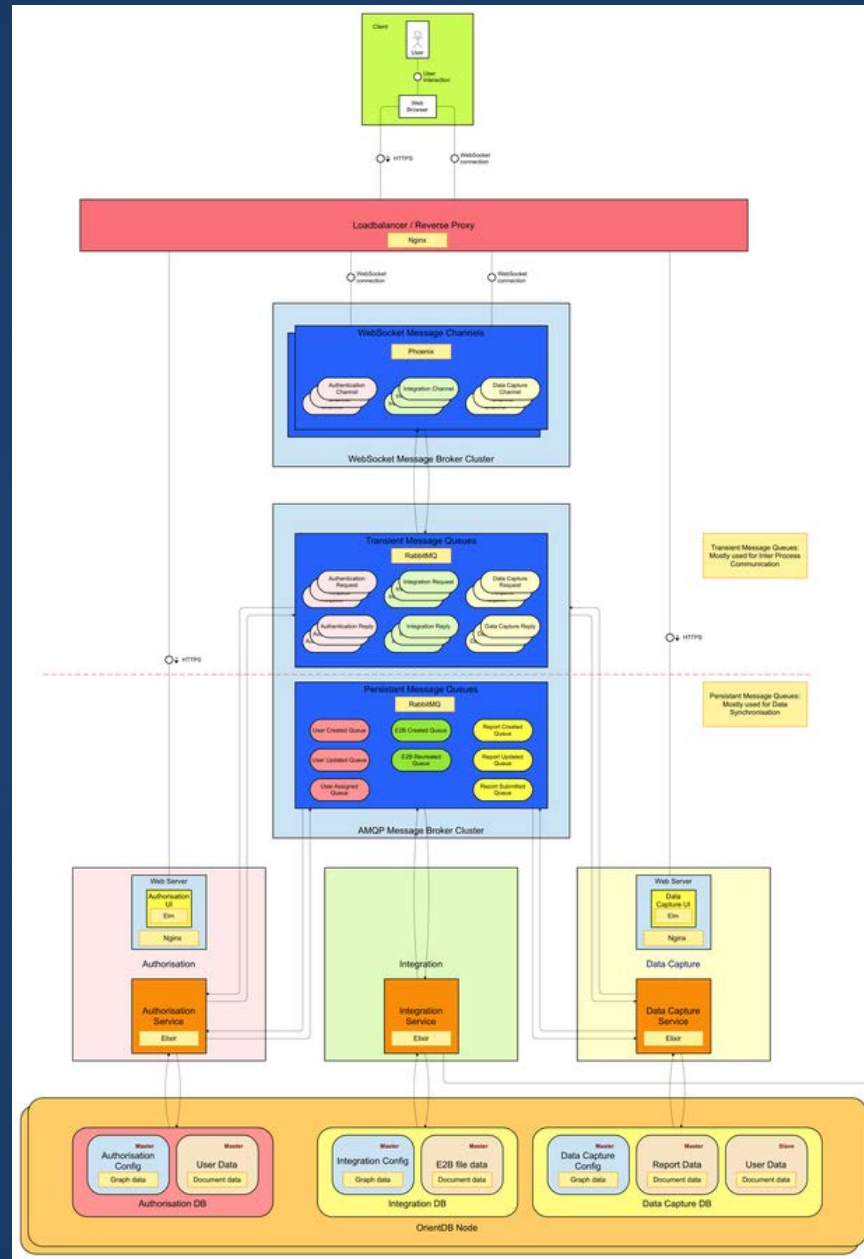 Client
User
User
interaction
Web
Browser
HTTPS
WebSocket
connection
Loadbalancer / Reverse Proxy
Nginx
WebSocket
connection
WebSocket
connection
WebSocket Message Channels
Phoenix
Authentication
Channel
Integration Channel
Data Capture
Channel
WebSocket Message Broker Cluster
Transient Message Queues
RabbitMQ
Authentication
Request
Integration Request
Data Capture
Request
Authentication Reply
Integration Reply
Data Capture Reply
Transient Message Queues:
Mostly used for Inter Process
Communication
HTTPS
HTTPS
Persistant Message Queues
RabbitMQ
User Created Queue
E2B Created Queue
Report Created
Queue
User Updated Queue
E2B Recreated
Queue
Report Updated
Queue
User Assigned
Queue
Report Submitted
Queue
AMQP Message Broker Cluster
Persistant Message Queues:
Mostly used for Data
Synchronisation
Web Server
Authorisation
UI
Elm
Nginx
Authorisation
Authorisation
Service
Elixir
Integration
Integration
Service
Elixir
Web Server
Data
Capture UI
Elm
Nginx
Data Capture
Data Capture
Service
Elixir
Master
Authorisation
Config
Graph data
Master
User Data
Document data
Authorisation DB
Master
Integration Config
Graph data
Master
E2B file data
Document data
Integration DB
Master
Data Capture
Config
Graph data
Master
Report Data
Document data
Slave
User Data
Document data
Data Capture DB
OrientDB Node